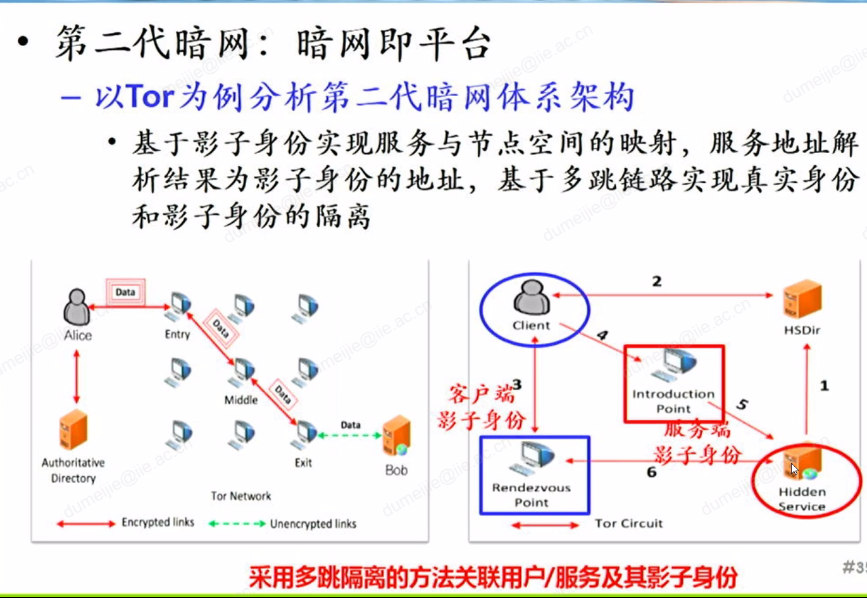 • 第二代暗网：暗网即平台
– 以Tor为例分析第二代暗网体系架构
• 基于影子身份实现服务与节点空间的映射，服务地址解
析结果为影子身份的地址，基于多跳链路实现真实身份
和影子身份的隔离
Data
Alice
Entry
Data
Middle
Data
Authoritative
Directory
Exit
Data
Bob
Tor Network
Encrypted links
Unencrypted links
2
Client
HSDir
4
3
客户端
影子身份
Introduction
Point
5
1
服务端
影子身份
6
Rendezvous
Point
Hidden
Service
Tor Circuit
采用多跳隔离的方法关联用户/服务及其影子身份
dumeijie@iie.ac.cn